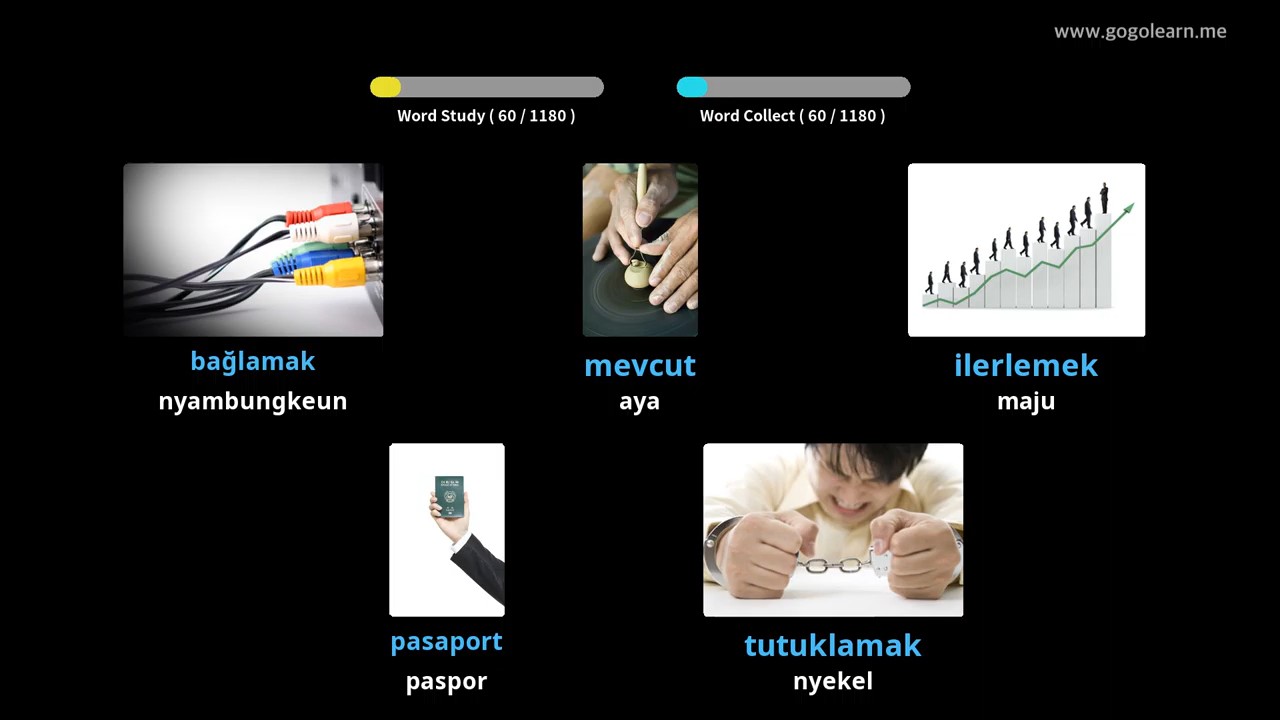 www.gogolearn.me
Word Study ( 60 / 1180 )
Word Collect ( 60 / 1180 )
bağlamak
nyambungkeun
mevcut
aya
ilerlemek
maju
pasaport
paspor
tutuklamak
nyekel